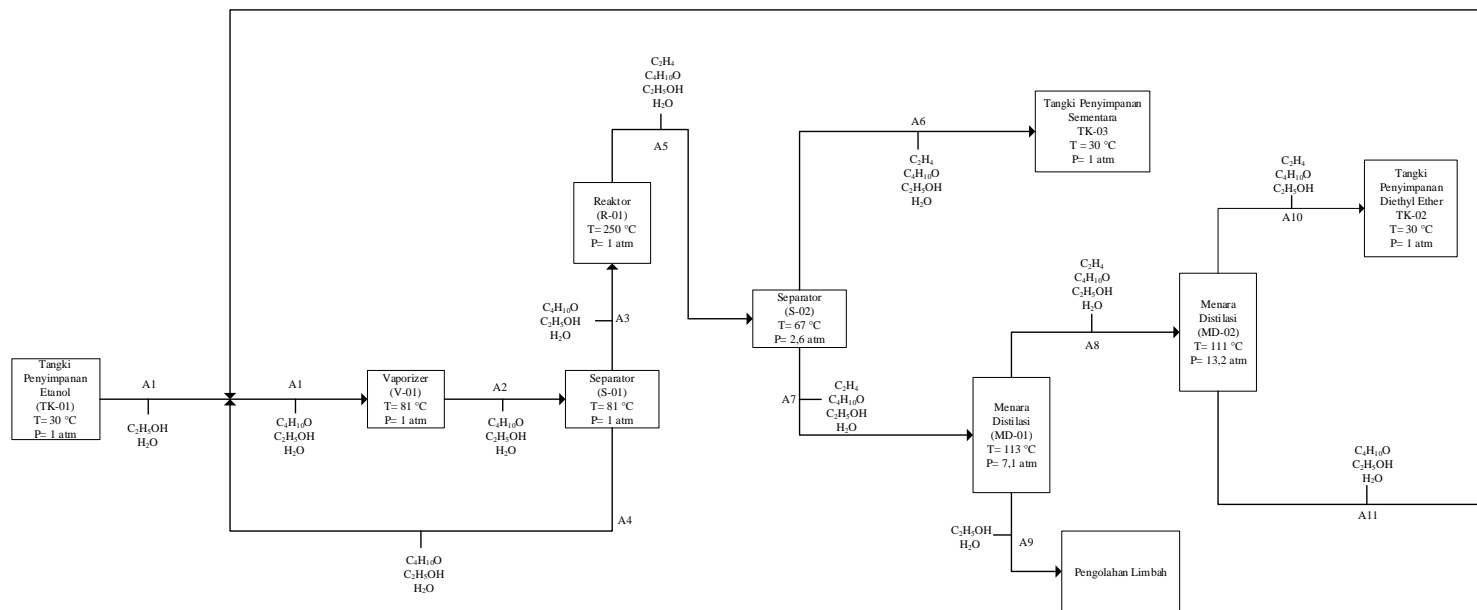 Tangki
Penyimpanan
Etanol
(TK-01)
T= 30 °C
P= 1 atm
A1
C₂H₅OH
H₂O
A1
C₄H₁₀O
C₂H₅OH
H₂O
Vaporizer
(V-01)
T= 81 °C
P= 1 atm
A2
C₄H₁₀O
C₂H₅OH
H₂O
Separator
(S-01)
T= 81 °C
P= 1 atm
A4
C₄H₁₀O
C₂H₅OH
H₂O
C₄H₁₀O
C₂H₅OH
H₂O
A3
Reaktor
(R-01)
T= 250 °C
P= 1 atm
C₂H₄
C₄H₁₀O
C₂H₅OH
H₂O
A5
Separator
(S-02)
T= 67 °C
P= 2,6 atm
A6
C₂H₄
C₄H₁₀O
C₂H₅OH
H₂O
Tangki Penyimpanan
Sementara
TK-03
T = 30 °C
P= 1 atm
A7
C₂H₄
C₄H₁₀O
C₂H₅OH
H₂O
Menara
Distilasi
(MD-01)
T= 113 °C
P= 7,1 atm
C₂H₄
C₄H₁₀O
C₂H₅OH
H₂O
A8
C₂H₅OH
H₂O
A9
Pengolahan Limbah
Menara
Distilasi
(MD-02)
T= 111 °C
P= 13,2 atm
C₂H₄
C₄H₁₀O
C₂H₅OH
A10
Tangki
Penyimpanan
Diethyl Ether
TK-02
T= 30 °C
P= 1 atm
C₄H₁₀O
C₂H₅OH
H₂O
A11